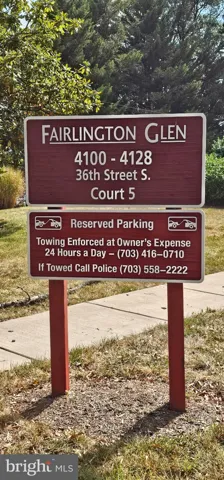 FAIRLINGTON GLEN
4100 - 4128
36th Street S.
Court 5
Reserved Parking
Towing Enforced at Owner's Expense
24 Hours a Day – (703) 416-0710
If Towed Call Police (703) 558-2222
bright MLS